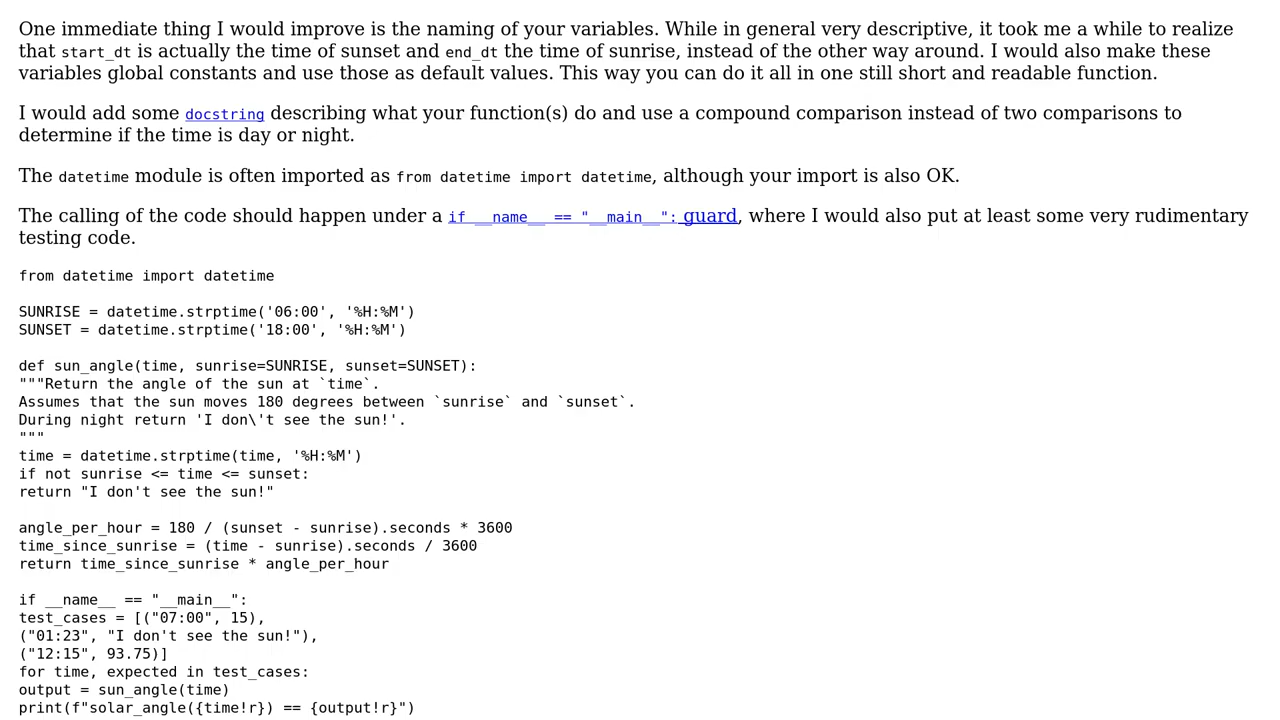 One immediate thing I would improve is the naming of your variables. While in general very descriptive, it took me a while to realize
that start_dt is actually the time of sunset and end_dt the time of sunrise, instead of the other way around. I would also make these
variables global constants and use those as default values. This way you can do it all in one still short and readable function.
I would add some docstring describing what your function(s) do and use a compound comparison instead of two comparisons to
determine if the time is day or night.
The datetime module is often imported as from datetime import datetime, although your import is also OK.
The calling of the code should happen under a if __name__ == "__main__": guard, where I would also put at least some very rudimentary
testing code.
from datetime import datetime
SUNRISE = datetime.strptime('06:00', '%H:%M')
SUNSET = datetime.strptime('18:00', '%H:%M')
def sun_angle(time, sunrise=SUNRISE, sunset=SUNSET):
"""Return the angle of the sun at `time`.
Assumes that the sun moves 180 degrees between `sunrise` and `sunset`.
During night return 'I don\'t see the sun!'.
"""
time = datetime.strptime(time, '%H:%M')
if not sunrise <= time <= sunset:
return "I don't see the sun!"
angle_per_hour = 180 / (sunset - sunrise).seconds * 3600
time_since_sunrise = (time - sunrise).seconds / 3600
return time_since_sunrise * angle_per_hour
if __name__ == "__main__":
test_cases = [("07:00", 15),
("01:23", "I don't see the sun!"),
("12:15", 93.75)]
for time, expected in test_cases:
output = sun_angle(time)
print(f"solar_angle({time!r}) == {output!r}")